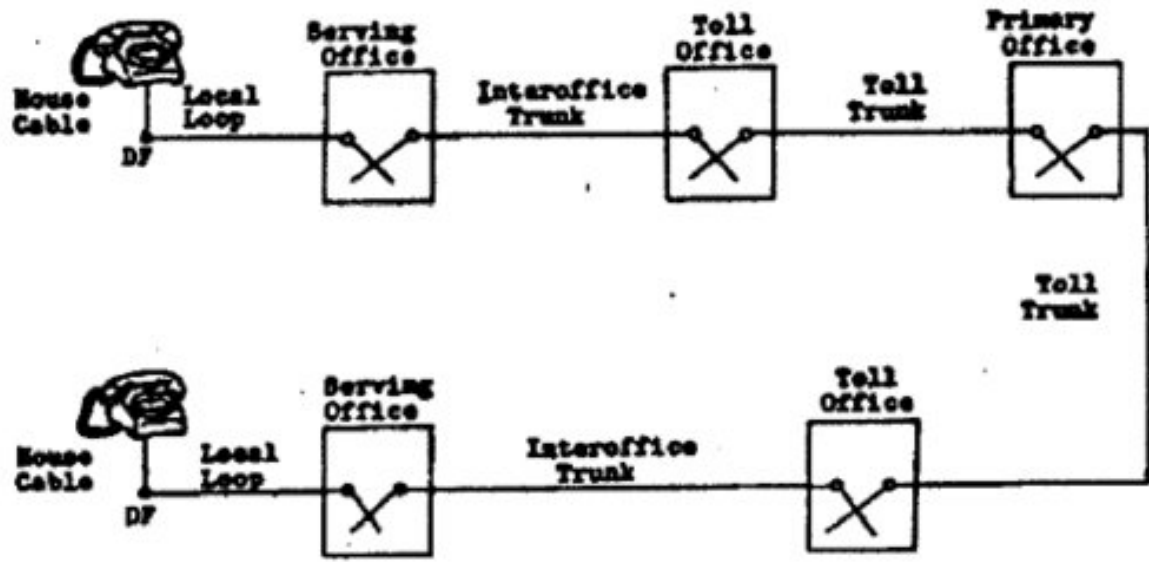 Serving
Office
Toll
Office
Primary
Office
House
Cable
Local
Loop
DF
Interoffice
Trunk
Toll
Trunk
Toll
Trunk
Serving
Office
Toll
Office
House
Cable
Local
Loop
DF
Interoffice
Trunk